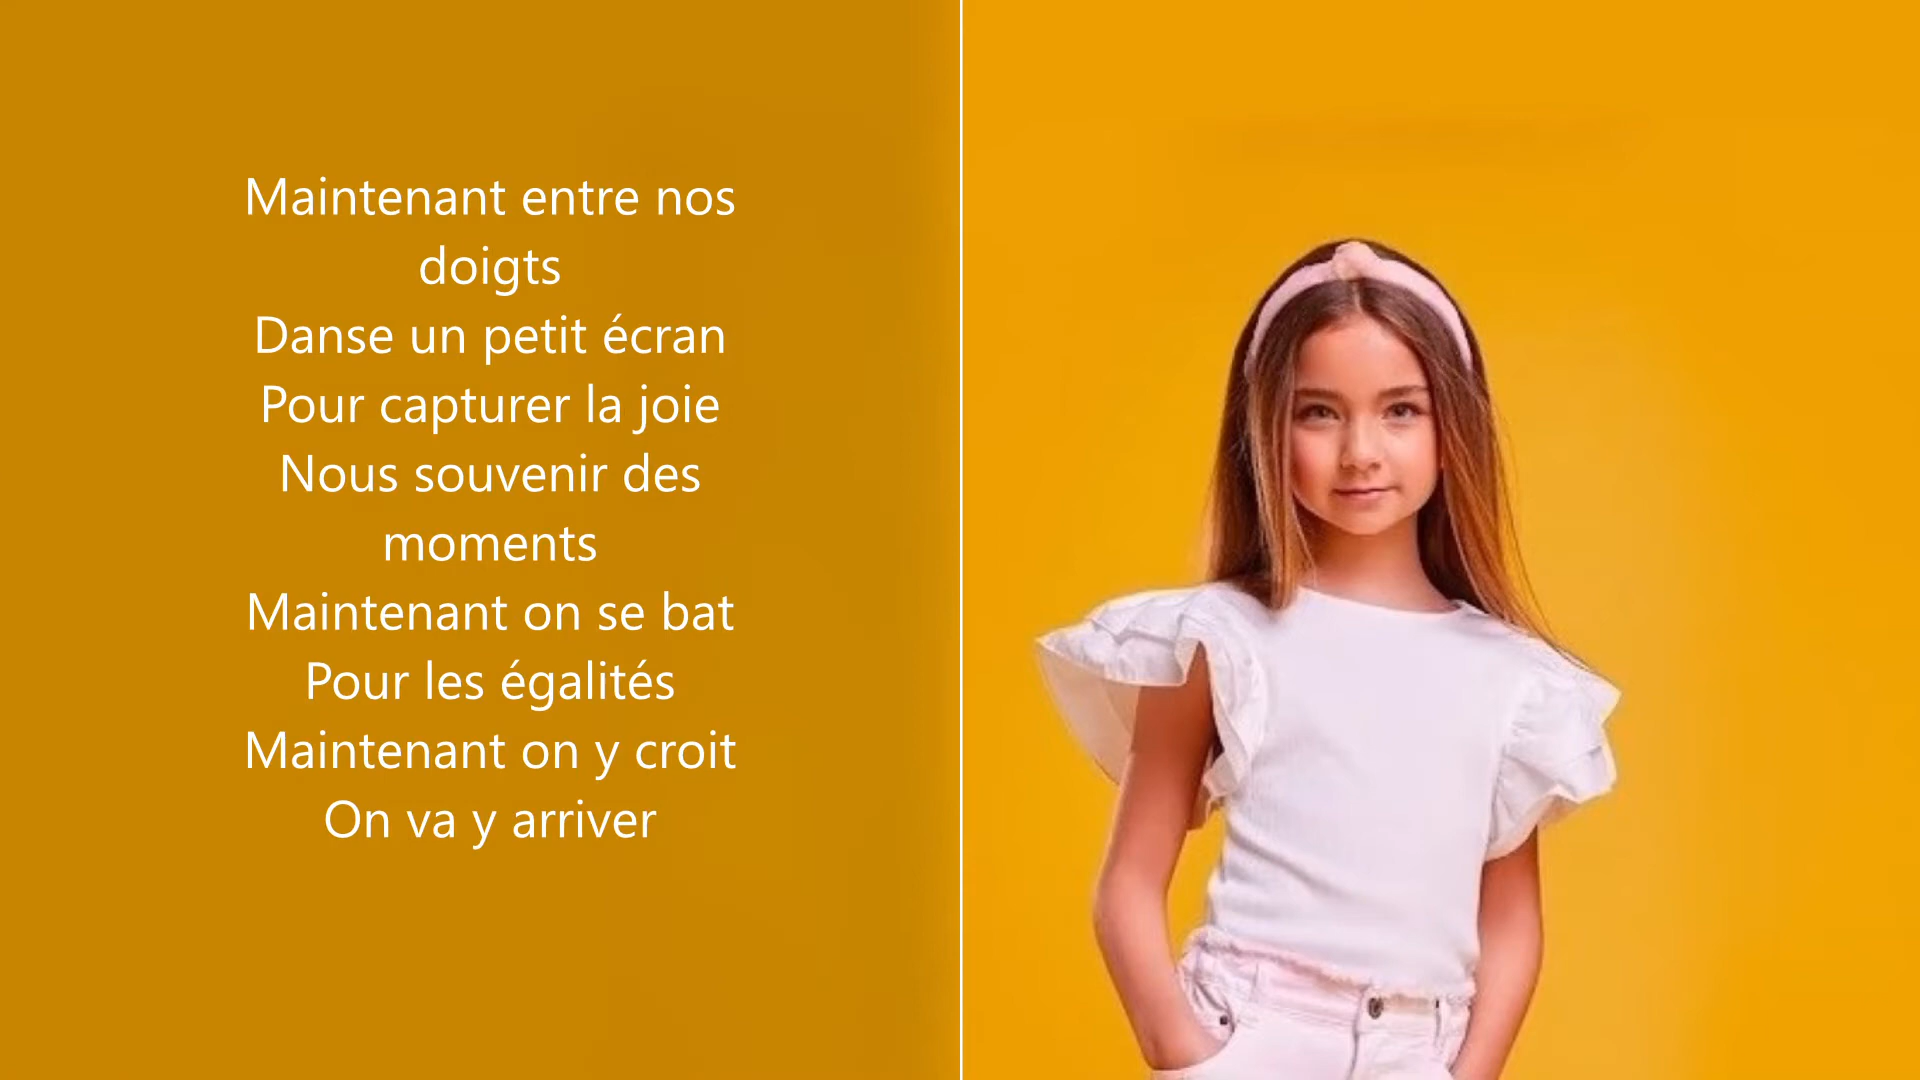 Maintenant entre nos
doigts
Danse un petit écran
Pour capturer la joie
Nous souvenir des
moments
Maintenant on se bat
Pour les égalités
Maintenant on y croit
On va y arriver